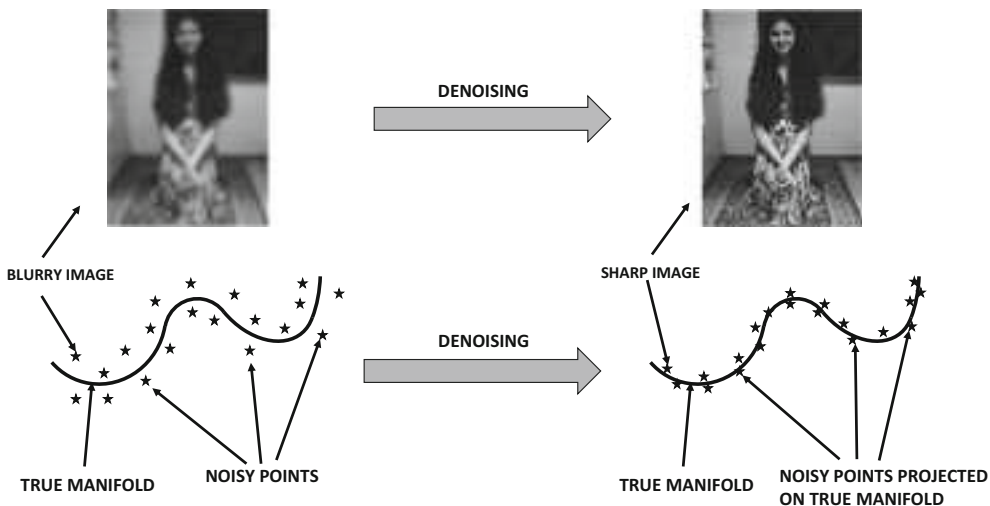 DENOISING
BLURRY IMAGE
SHARP IMAGE
DENOISING
TRUE MANIFOLD
NOISY POINTS
TRUE MANIFOLD
NOISY POINTS PROJECTED
ON TRUE MANIFOLD